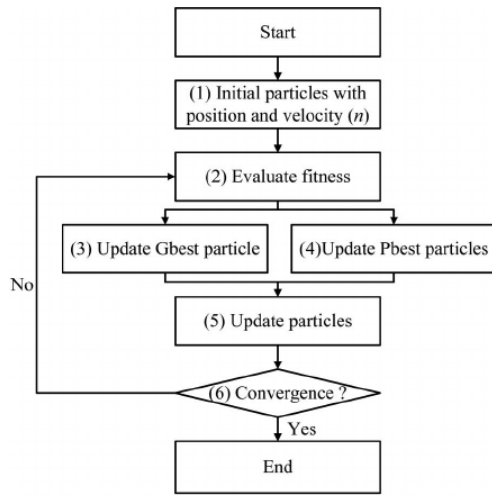 Start
(1) Initial particles with
position and velocity (n)
(2) Evaluate fitness
(3) Update Gbest particle
(4)Update Pbest particles
No
(5) Update particles
(6) Convergence ?
Yes
End